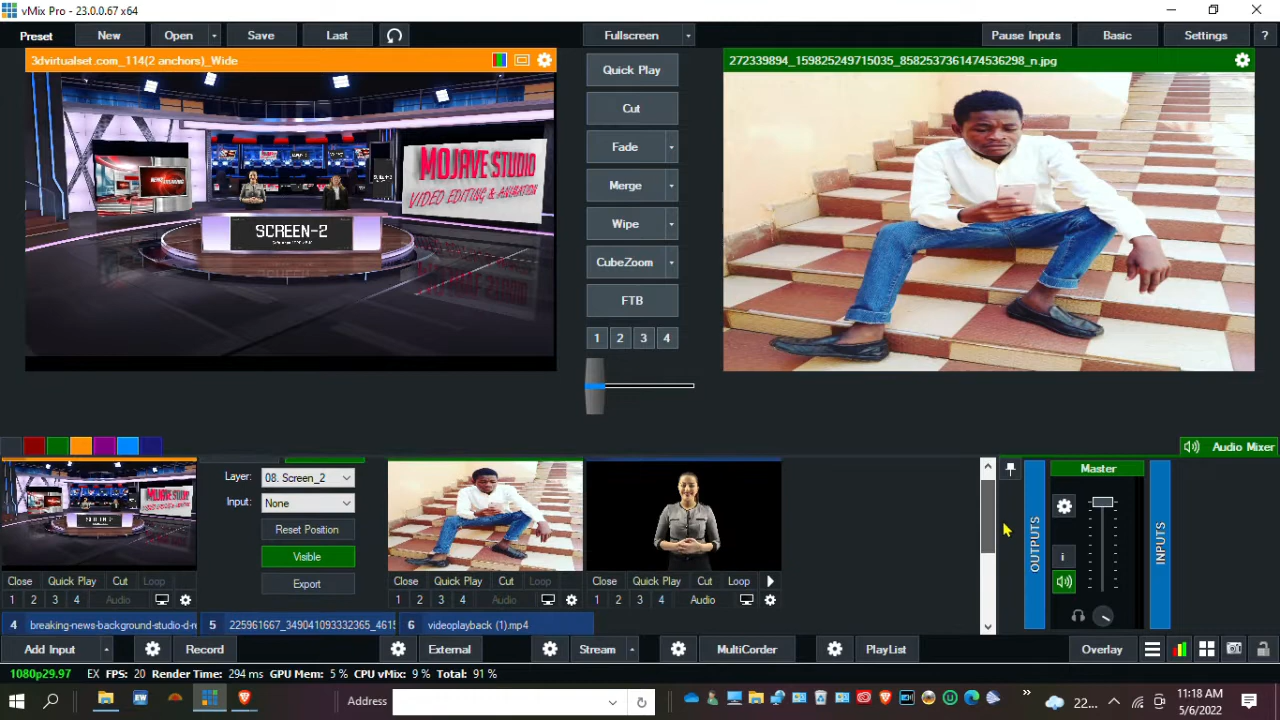 vMix Pro - 23.0.0.67 x64
Preset New Open Save Last Fullscreen Pause Inputs Basic Settings ?
3dvirtualset.com_114(2 anchors)_Wide
272339894_159825249715035_8582537361474536298_n.jpg
Quick Play
Cut
Fade
Merge
Wipe
CubeZoom
FTB
1 2 3 4
MOJAVE STUDIO
VIDEO EDITING & ANIMATION
SCREEN-2
Audio Mixer
Layer: 08. Screen_2
Input: None
Reset Position
Visible
Export
Close Quick Play Cut Loop
1 2 3 4 Audio
Close Quick Play Cut Loop
1 2 3 4 Audio
Close Quick Play Cut Loop
1 2 3 4 Audio
Master
OUTPUTS
INPUTS
i
4 breaking-news-background-studio-d-re 5 225961667_349041093332365_4615 6 videoplayback (1).mp4
Add Input Record External Stream MultiCorder PlayList Overlay
1080p29.97 EX FPS: 20 Render Time: 294 ms GPU Mem: 5 % CPU vMix: 9 % Total: 91 %
Address
22...
11:18 AM
5/6/2022